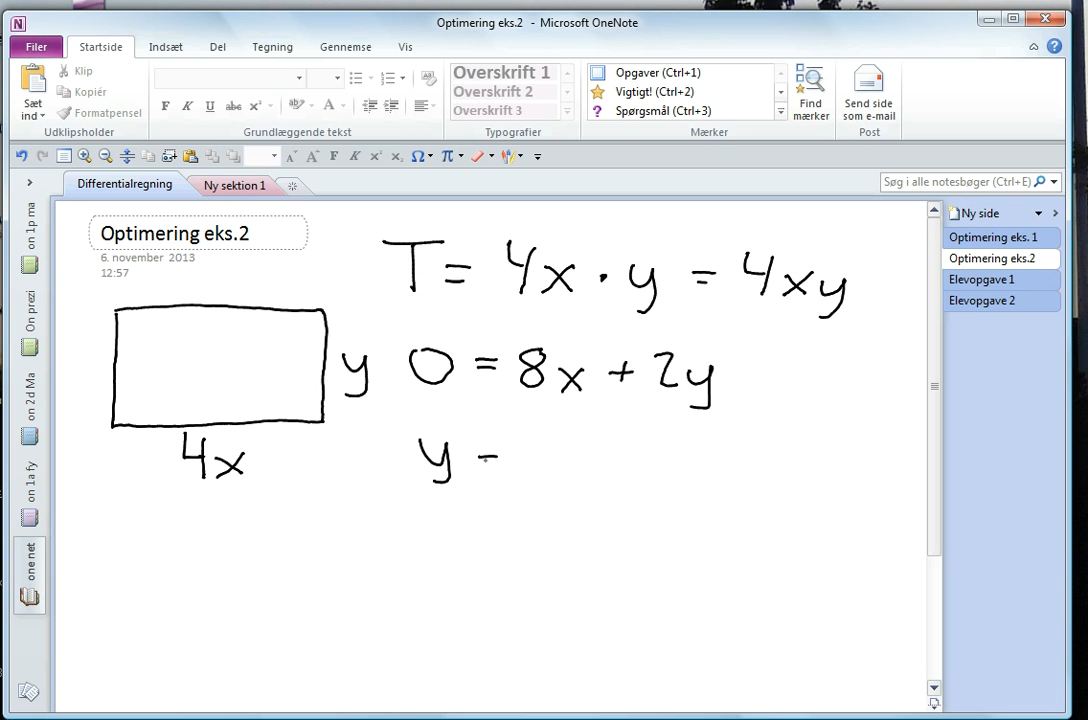 Optimering eks.2 - Microsoft OneNote
Filer Startside Indsæt Del Tegning Gennemse Vis
Sæt ind
Klip
Kopiér
Formatpensel
Udklipsholder
F K U abc x²
Grundlæggende tekst
Overskrift 1
Overskrift 2
Overskrift 3
Typografier
Opgaver (Ctrl+1)
Vigtigt! (Ctrl+2)
Spørgsmål (Ctrl+3)
Mærker
Find mærker
Send side som e-mail
Post
F K x² x₂ Ω π
Differentialregning Ny sektion 1
Søg i alle notesbøger (Ctrl+E)
on 1p ma
On prezi
on 2d Ma
on 1a fy
one net
Optimering eks.2
6. november 2013
12:57
T = 4x · y = 4xy
y O = 8x + 2y
4x y =
Ny side
Optimering eks. 1
Optimering eks.2
Elevopgave 1
Elevopgave 2